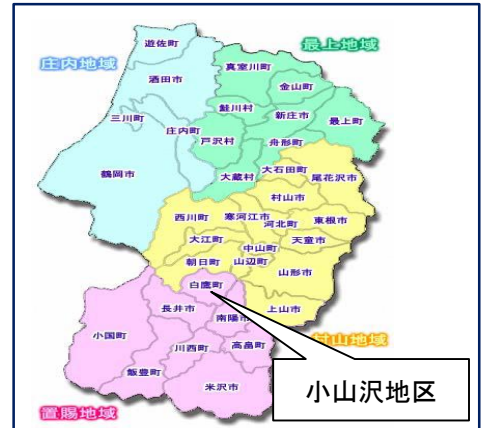 遊佐町
最上地域
庄内地域
真室川町
酒田市
金山町
鮭川村
新庄市
三川町
最上町
庄内町
戸沢村
舟形町
大蔵村
大石田町
尾花沢市
鶴岡市
村山市
西川町
寒河江市
河北町
東根市
大江町
中山町
天童市
朝日町
山辺町
山形市
白鷹町
長井市
南陽市
上山市
小国町
川西町
高畠町
村山地域
飯豊町
米沢市
小山沢地区
置賜地域